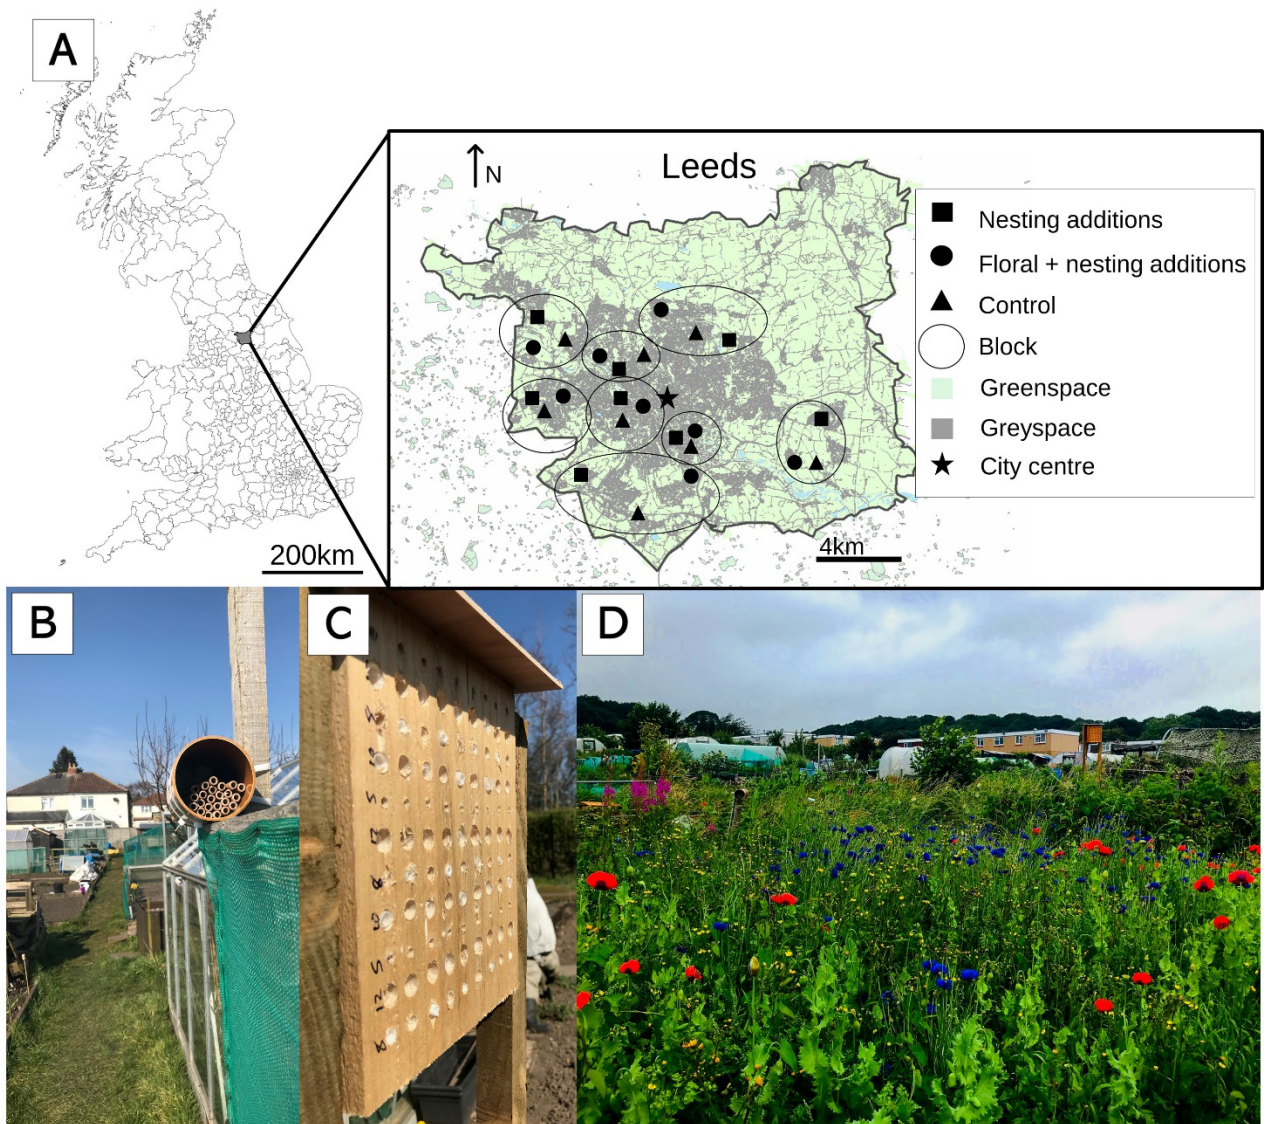 A
Leeds
N
Nesting additions
Floral + nesting additions
Control
Block
Greenspace
Greyspace
City centre
4km
200km
B
C
D